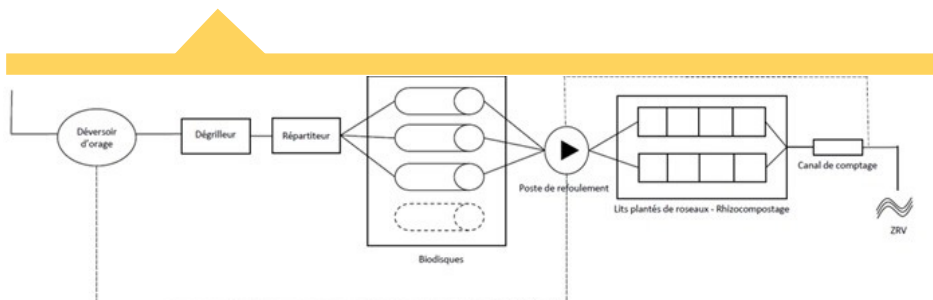 Déversoir
d'orage
Dégrilleur
Répartiteur
Biodisques
Poste de refoulement
Lits plantés de roseaux - Rhizocompostage
Canal de comptage
ZRV